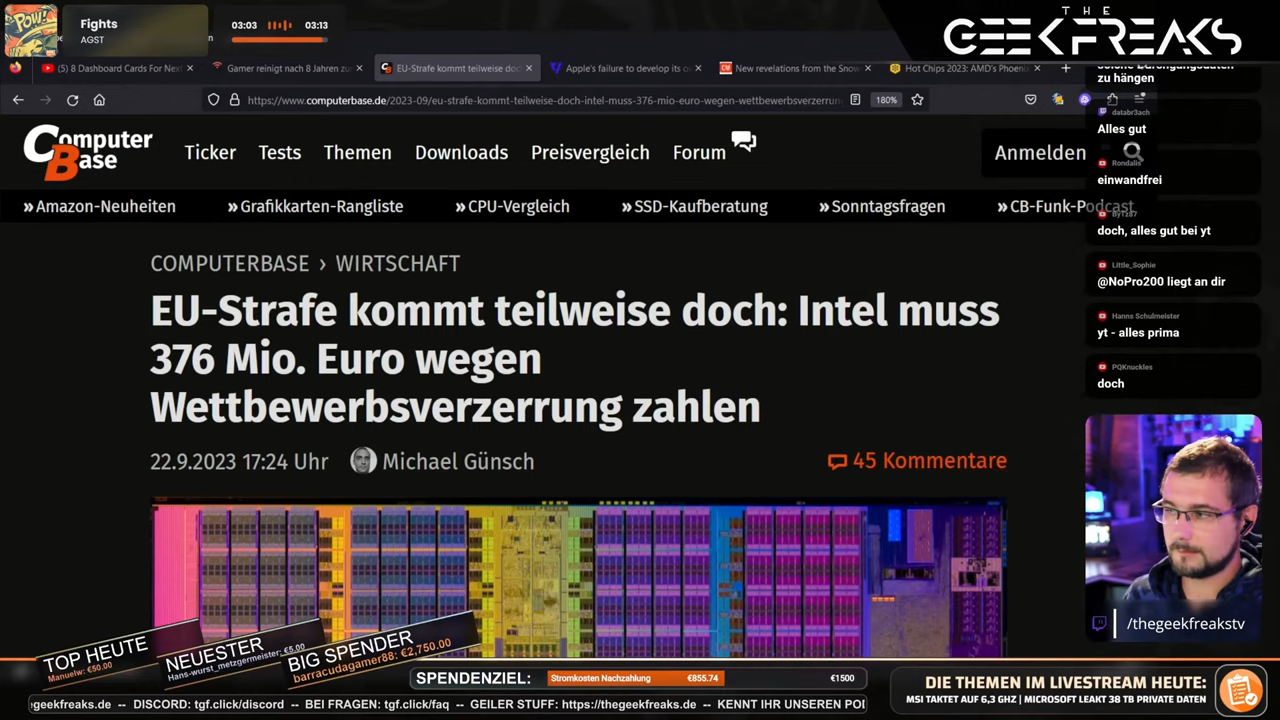 Fights
AGST
03:03
03:13
THE
GEEKFREAKS
(5) 8 Dashboard Cards For Nex
Gamer reinigt nach 8 Jahren zu
EU-Strafe kommt teilweise doc
Apple's failure to develop its ov
New revelations from the Snow
Hot Chips 2023: AMD's Phoenix
https://www.computerbase.de/2023-09/eu-strafe-kommt-teilweise-doch-intel-muss-376-mio-euro-wegen-wettbewerbsverzerrun
180%
ComputerBase
Ticker
Tests
Themen
Downloads
Preisvergleich
Forum
Anmelden
»Amazon-Neuheiten
»Grafikkarten-Rangliste
»CPU-Vergleich
»SSD-Kaufberatung
»Sonntagsfragen
»CB-Funk-Podcast
COMPUTERBASE › WIRTSCHAFT
EU-Strafe kommt teilweise doch: Intel muss
376 Mio. Euro wegen
Wettbewerbsverzerrung zahlen
22.9.2023 17:24 Uhr
Michael Günsch
45 Kommentare
zu hängen
databr3ach
Alles gut
Rondalis
einwandfrei
ByTz87
doch, alles gut bei yt
Little_Sophie
@NoPro200 liegt an dir
Hanns Schulmeister
yt - alles prima
PQKnuckles
doch
/thegeekfreakstv
TOP HEUTE
Manuelw: €50.00
NEUESTER
Hans-wurst_metzgermeister: €5.00
BIG SPENDER
barracudagamer88: €2,750.00
SPENDENZIEL:
Stromkosten Nachzahlung
€855.74
€1500
DIE THEMEN IM LIVESTREAM HEUTE:
MSI TAKTET AUF 6,3 GHZ | MICROSOFT LEAKT 38 TB PRIVATE DATEN
geekfreaks.de -- DISCORD: tgf.click/discord -- BEI FRAGEN: tgf.click/faq -- GEILER STUFF: https://thegeekfreaks.de -- KENNT IHR UNSEREN POD